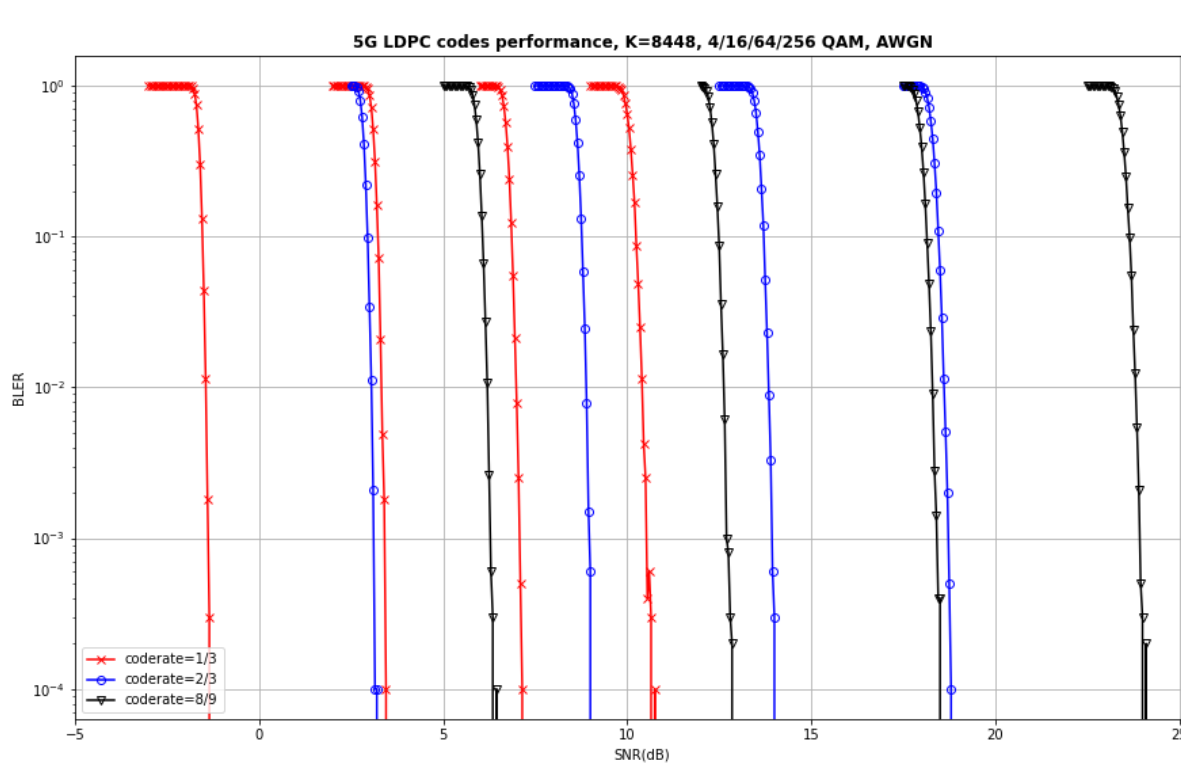 5G LDPC codes performance, K=8448, 4/16/64/256 QAM, AWGN
10⁰
10⁻¹
10⁻²
10⁻³
10⁻⁴
BLER
coderate=1/3
coderate=2/3
coderate=8/9
−5 0 5 10 15 20 25
SNR(dB)